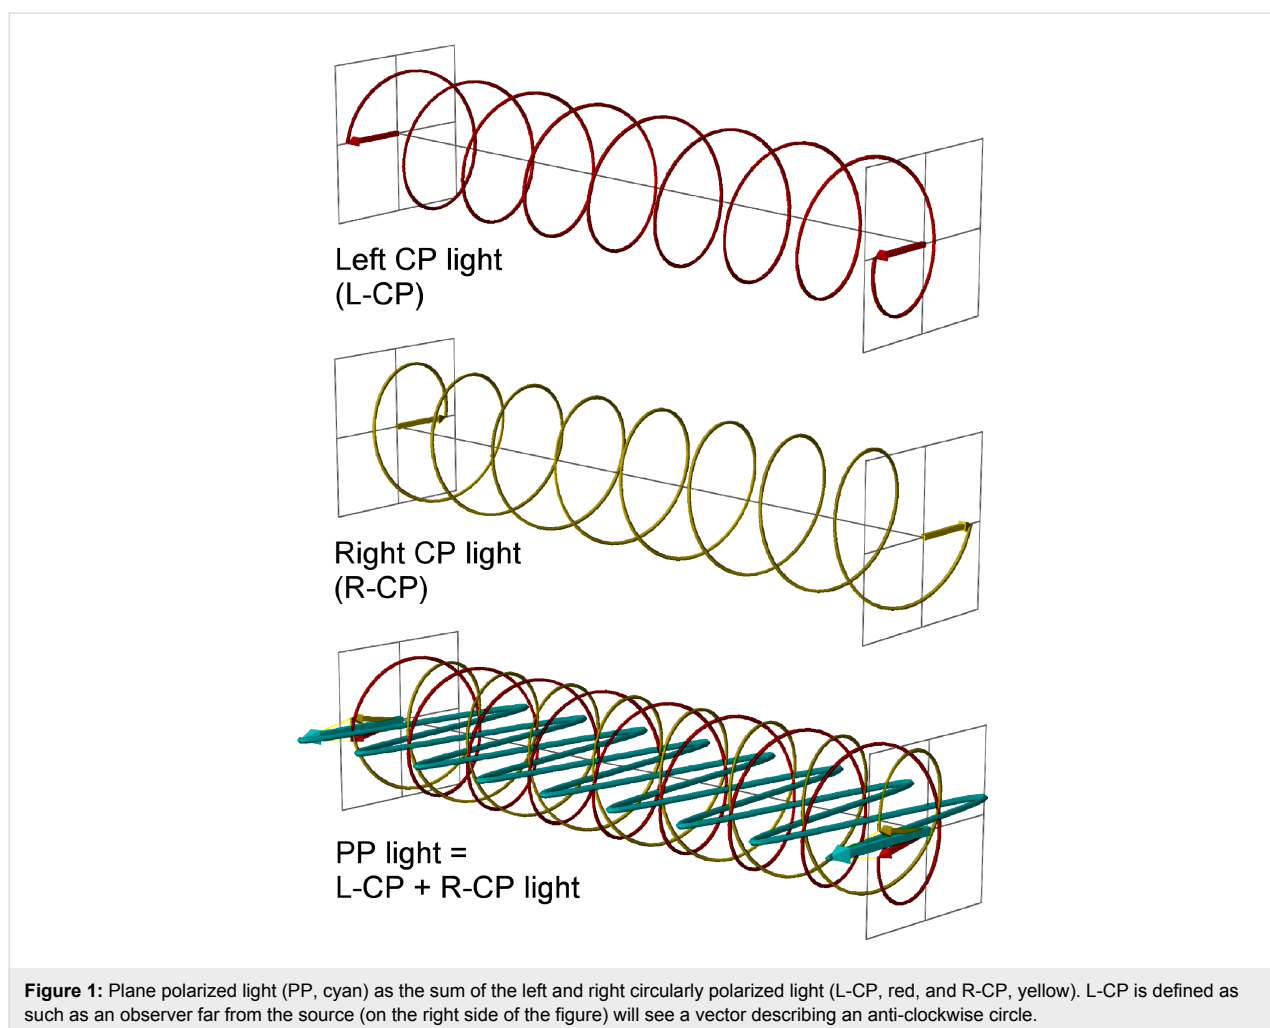 Left CP light
(L-CP)
Right CP light
(R-CP)
PP light =
L-CP + R-CP light
Figure 1: Plane polarized light (PP, cyan) as the sum of the left and right circularly polarized light (L-CP, red, and R-CP, yellow). L-CP is defined as
such as an observer far from the source (on the right side of the figure) will see a vector describing an anti-clockwise circle.